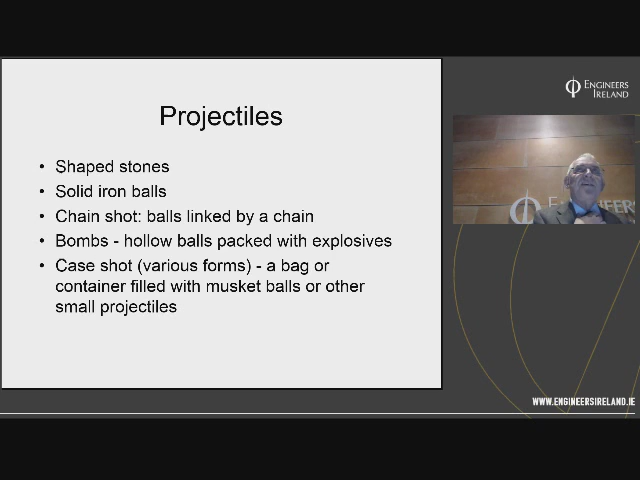 Projectiles
• Shaped stones
• Solid iron balls
• Chain shot: balls linked by a chain
• Bombs - hollow balls packed with explosives
• Case shot (various forms) - a bag or
container filled with musket balls or other
small projectiles
ENGINEERS
IRELAND
WWW.ENGINEERSIRELAND.IE